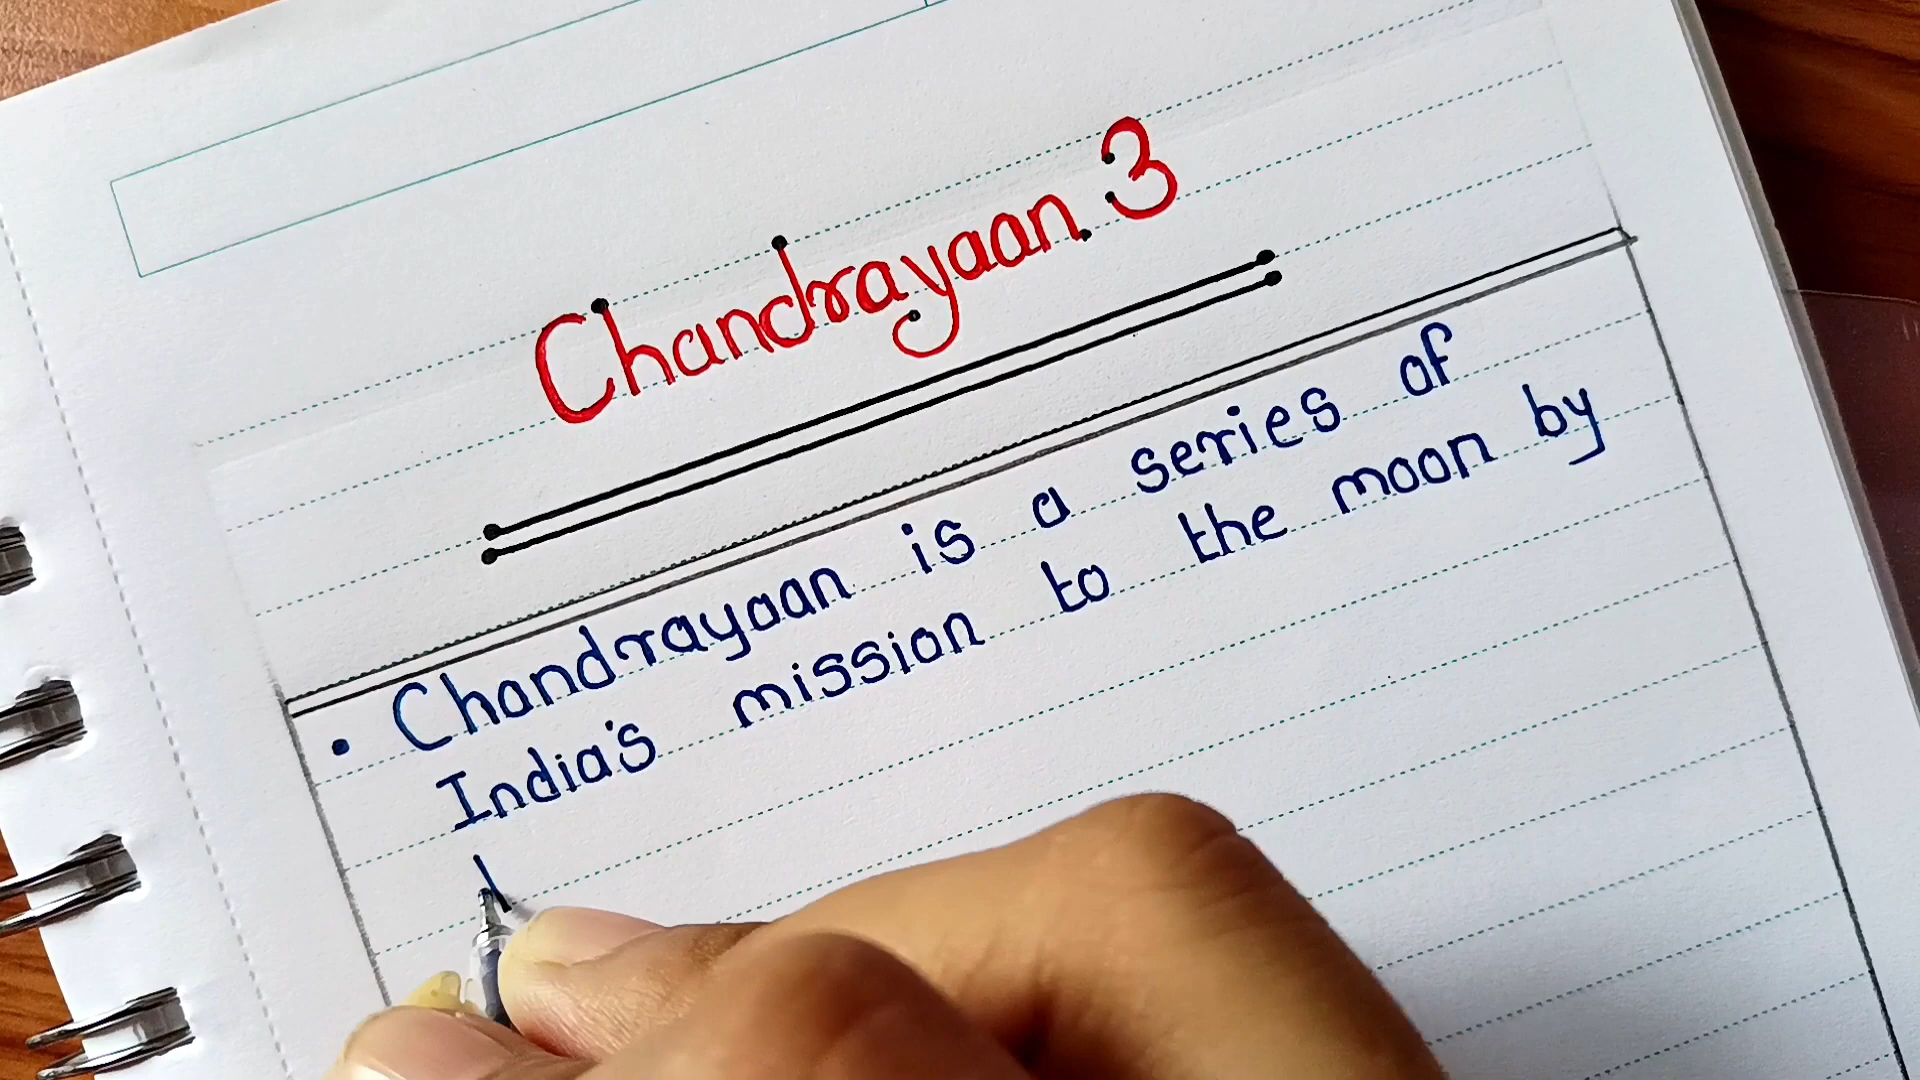 Chandrayaan 3
• Chandrayaan is a series of
India's mission to the moon by